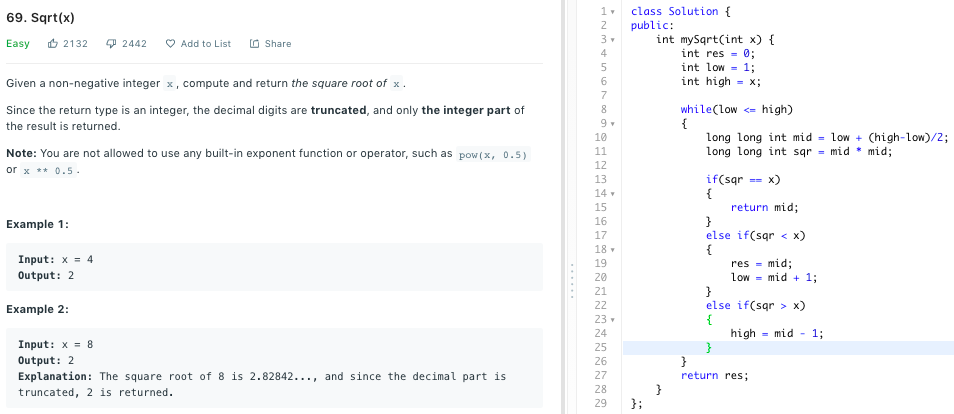 69. Sqrt(x)
Easy 2132 2442 Add to List Share
Given a non-negative integer x, compute and return the square root of x.
Since the return type is an integer, the decimal digits are truncated, and only the integer part of
the result is returned.
Note: You are not allowed to use any built-in exponent function or operator, such as pow(x, 0.5)
or x ** 0.5.
Example 1:
Input: x = 4
Output: 2
Example 2:
Input: x = 8
Output: 2
Explanation: The square root of 8 is 2.82842..., and since the decimal part is
truncated, 2 is returned.
1 class Solution {
2 public:
3     int mySqrt(int x) {
4         int res = 0;
5         int low = 1;
6         int high = x;
7
8         while(low <= high)
9         {
10             long long int mid = low + (high-low)/2;
11             long long int sqr = mid * mid;
12
13             if(sqr == x)
14             {
15                 return mid;
16             }
17             else if(sqr < x)
18             {
19                 res = mid;
20                 low = mid + 1;
21             }
22             else if(sqr > x)
23             {
24                 high = mid - 1;
25             }
26         }
27         return res;
28     }
29 };